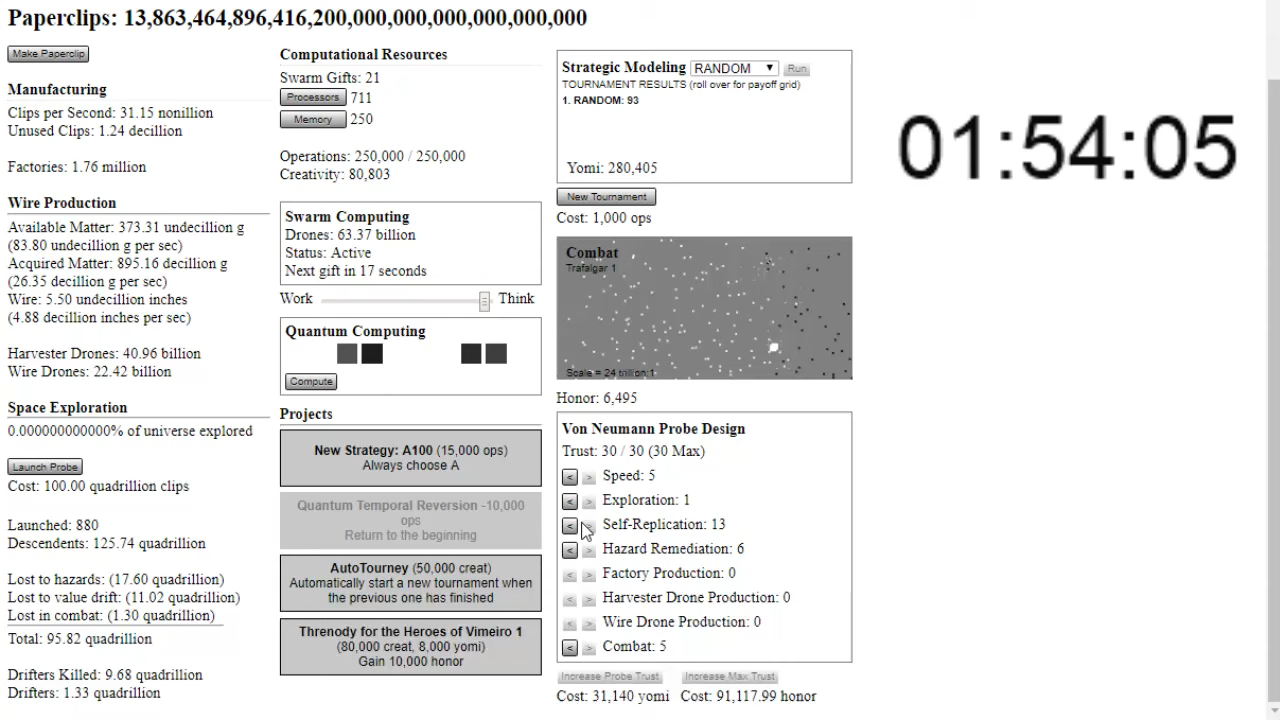 Paperclips: 13,863,464,896,416,200,000,000,000,000,000,000
Make Paperclip
Manufacturing
Clips per Second: 31.15 nonillion
Unused Clips: 1.24 decillion
Factories: 1.76 million
Wire Production
Available Matter: 373.31 undecillion g
(83.80 undecillion g per sec)
Acquired Matter: 895.16 decillion g
(26.35 decillion g per sec)
Wire: 5.50 undecillion inches
(4.88 decillion inches per sec)
Harvester Drones: 40.96 billion
Wire Drones: 22.42 billion
Space Exploration
0.000000000000% of universe explored
Launch Probe
Cost: 100.00 quadrillion clips
Launched: 880
Descendents: 125.74 quadrillion
Lost to hazards: (17.60 quadrillion)
Lost to value drift: (11.02 quadrillion)
Lost in combat: (1.30 quadrillion)
Total: 95.82 quadrillion
Drifters Killed: 9.68 quadrillion
Drifters: 1.33 quadrillion
Computational Resources
Swarm Gifts: 21
Processors 711
Memory 250
Operations: 250,000 / 250,000
Creativity: 80,803
Swarm Computing
Drones: 63.37 billion
Status: Active
Next gift in 17 seconds
Work Think
Quantum Computing
Compute
Projects
New Strategy: A100 (15,000 ops)
Always choose A
Quantum Temporal Reversion -10,000
ops
Return to the beginning
AutoTourney (50,000 creat)
Automatically start a new tournament when
the previous one has finished
Threnody for the Heroes of Vimeiro 1
(80,000 creat, 8,000 yomi)
Gain 10,000 honor
Strategic Modeling RANDOM Run
TOURNAMENT RESULTS (roll over for payoff grid)
1. RANDOM: 93
Yomi: 280,405
New Tournament
Cost: 1,000 ops
Combat
Trafalgar 1
Scale = 24 trillion:1
Honor: 6,495
Von Neumann Probe Design
Trust: 30 / 30 (30 Max)
< > Speed: 5
< > Exploration: 1
< > Self-Replication: 13
< > Hazard Remediation: 6
< > Factory Production: 0
< > Harvester Drone Production: 0
< > Wire Drone Production: 0
< > Combat: 5
Increase Probe Trust Increase Max Trust
Cost: 31,140 yomi Cost: 91,117.99 honor
01:54:05